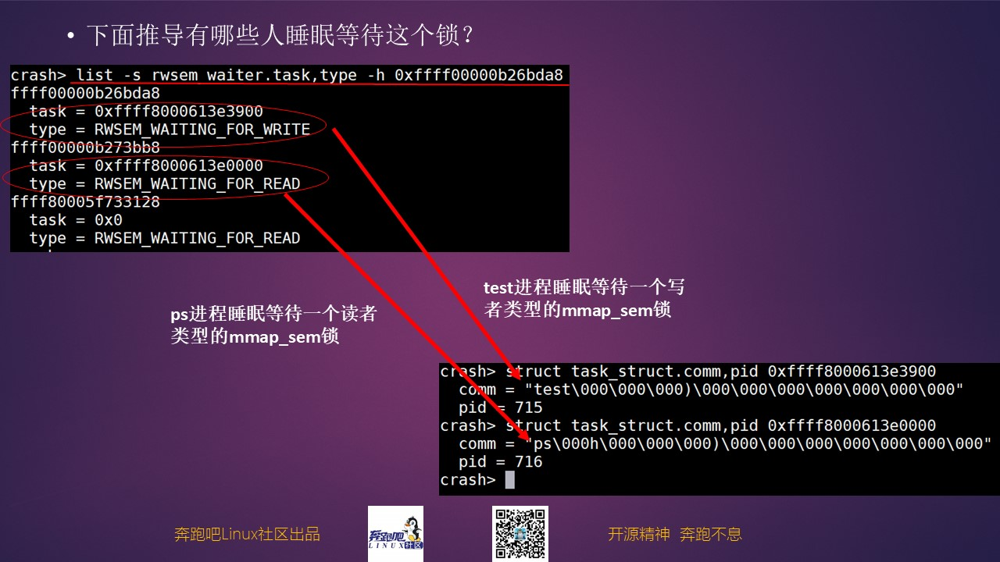 • 下面推导有哪些人睡眠等待这个锁？
crash> list -s rwsem_waiter.task,type -h 0xffff00000b26bda8
ffff00000b26bda8
task = 0xffff8000613e3900
type = RWSEM_WAITING_FOR_WRITE
ffff00000b273bb8
task = 0xffff8000613e0000
type = RWSEM_WAITING_FOR_READ
ffff80005f733128
task = 0x0
type = RWSEM_WAITING_FOR_READ
test进程睡眠等待一个写
者类型的mmap_sem锁
ps进程睡眠等待一个读者
类型的mmap_sem锁
crash> struct task_struct.comm,pid 0xffff8000613e3900
comm = "test\000\000\000)\000\000\000\000\000\000\000"
pid = 715
crash> struct task_struct.comm,pid 0xffff8000613e0000
comm = "ps\000h\000\000\000)\000\000\000\000\000\000\000"
pid = 716
crash>
奔跑吧Linux社区出品
奔跑吧
LINUX社区
开源精神 奔跑不息